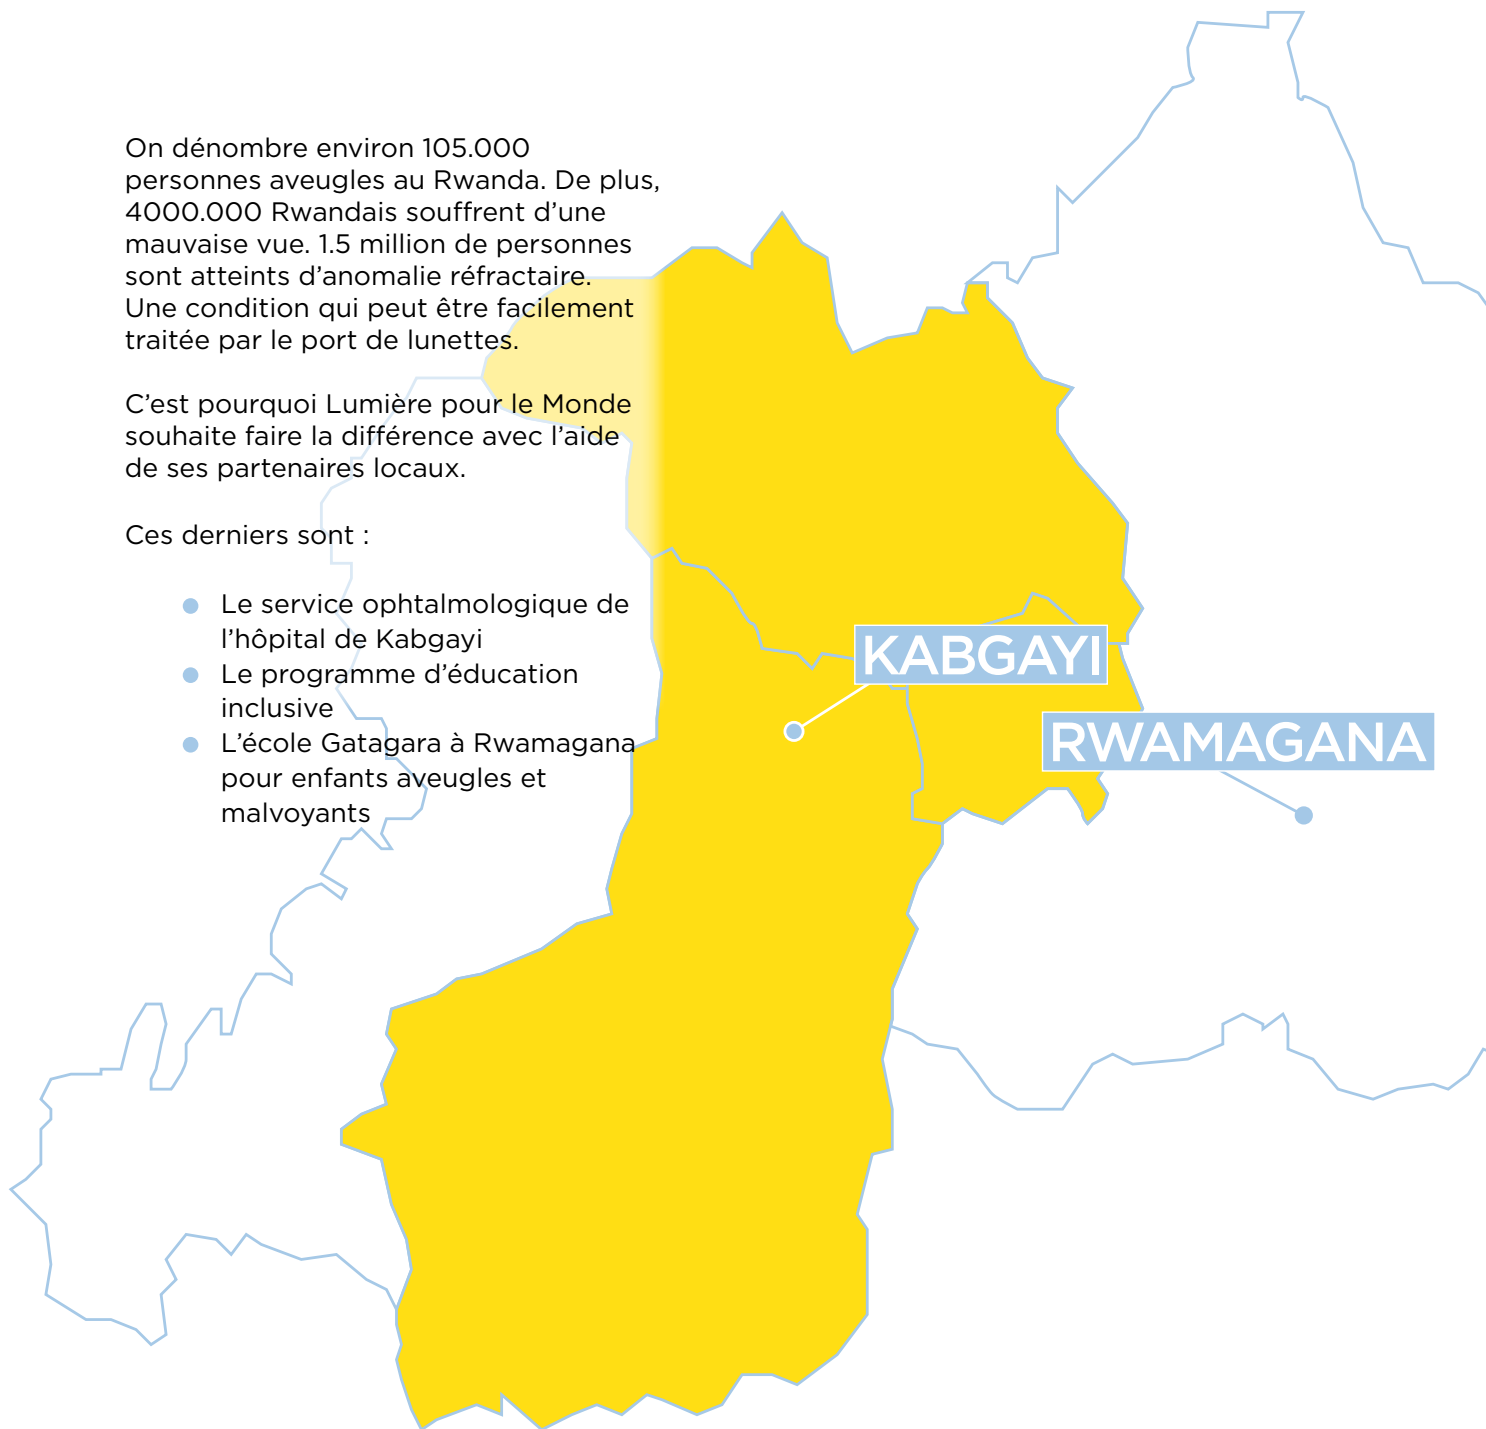 On dénombre environ 105.000
personnes aveugles au Rwanda. De plus,
4000.000 Rwandais souffrent d’une
mauvaise vue. 1.5 million de personnes
sont atteints d’anomalie réfractaire.
Une condition qui peut être facilement
traitée par le port de lunettes.
C’est pourquoi Lumière pour le Monde
souhaite faire la différence avec l’aide
de ses partenaires locaux.
Ces derniers sont :
● Le service ophtalmologique de
l’hôpital de Kabgayi
● Le programme d’éducation
inclusive
● L’école Gatagara à Rwamagana
pour enfants aveugles et
malvoyants
KABGAYI
RWAMAGANA